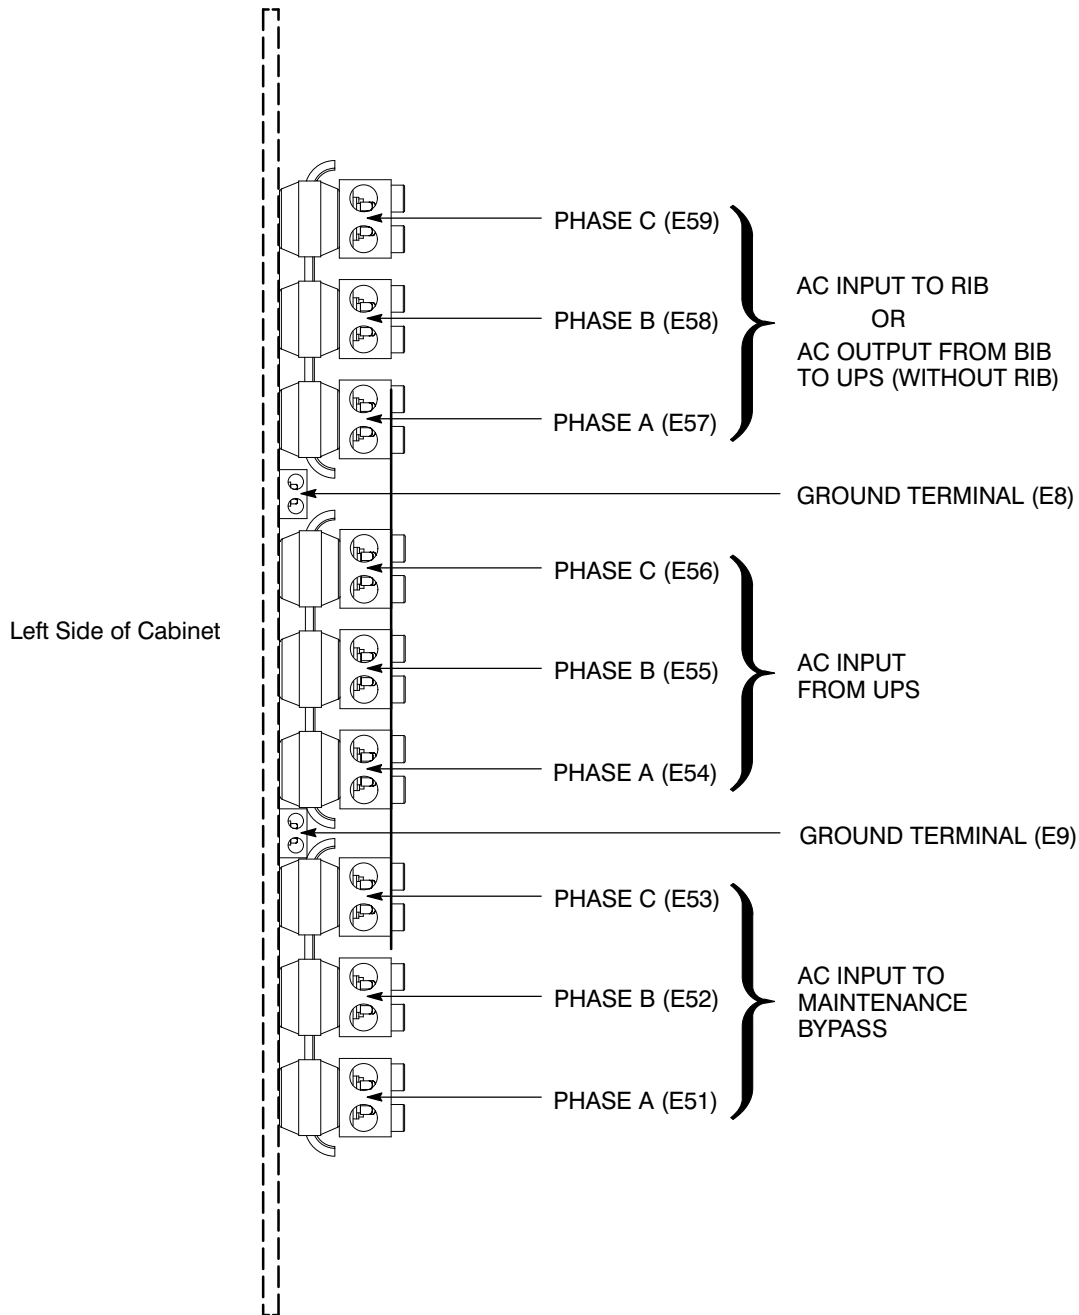 PHASE C (E59)
PHASE B (E58)
PHASE A (E57)
AC INPUT TO RIB
OR
AC OUTPUT FROM BIB
TO UPS (WITHOUT RIB)
GROUND TERMINAL (E8)
PHASE C (E56)
PHASE B (E55)
PHASE A (E54)
AC INPUT
FROM UPS
Left Side of Cabinet
GROUND TERMINAL (E9)
PHASE C (E53)
PHASE B (E52)
PHASE A (E51)
AC INPUT TO
MAINTENANCE
BYPASS